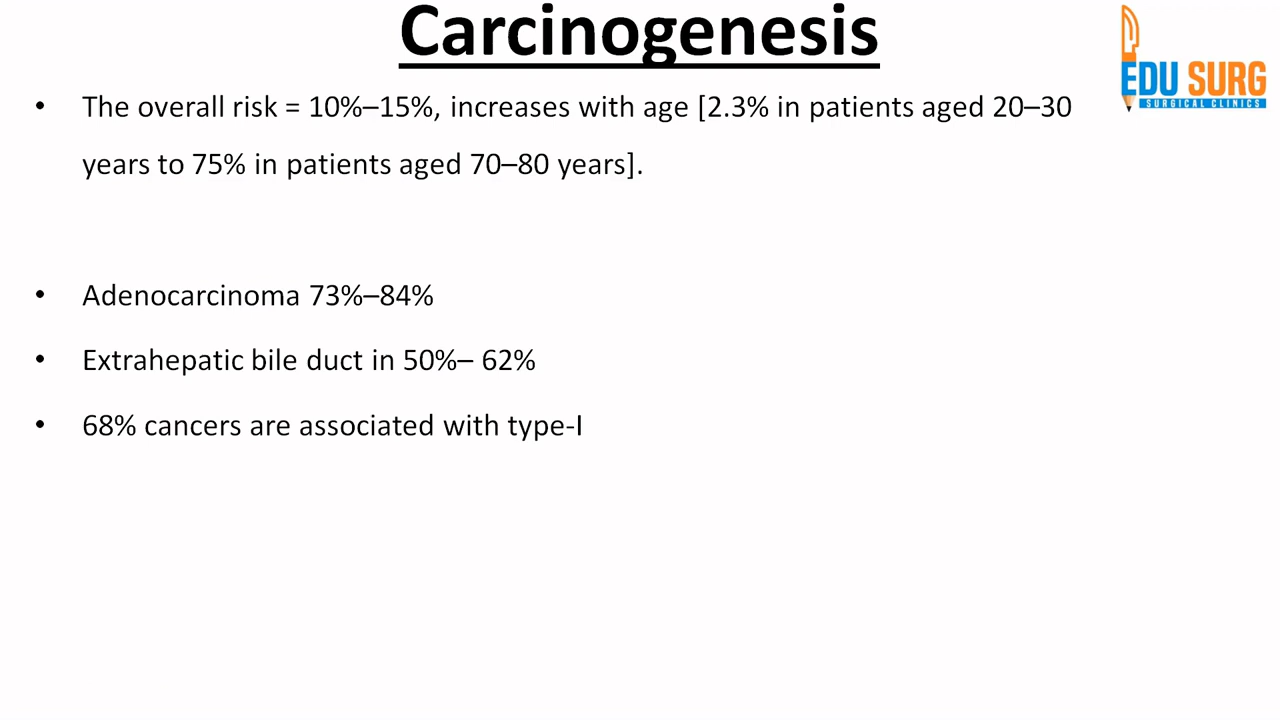 Carcinogenesis
EDU SURG
SURGICAL CLINICS
• The overall risk = 10%–15%, increases with age [2.3% in patients aged 20–30
years to 75% in patients aged 70–80 years].
• Adenocarcinoma 73%–84%
• Extrahepatic bile duct in 50%– 62%
• 68% cancers are associated with type-I